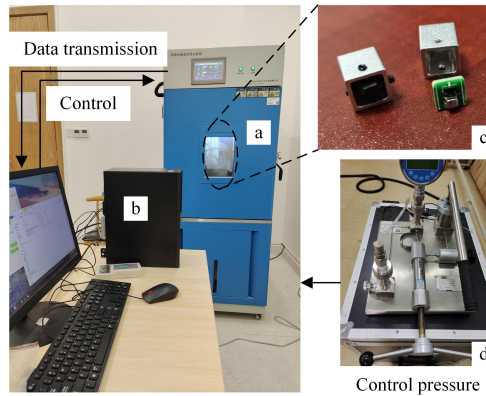 Data transmission
Control
a
b
c
d
Control pressure